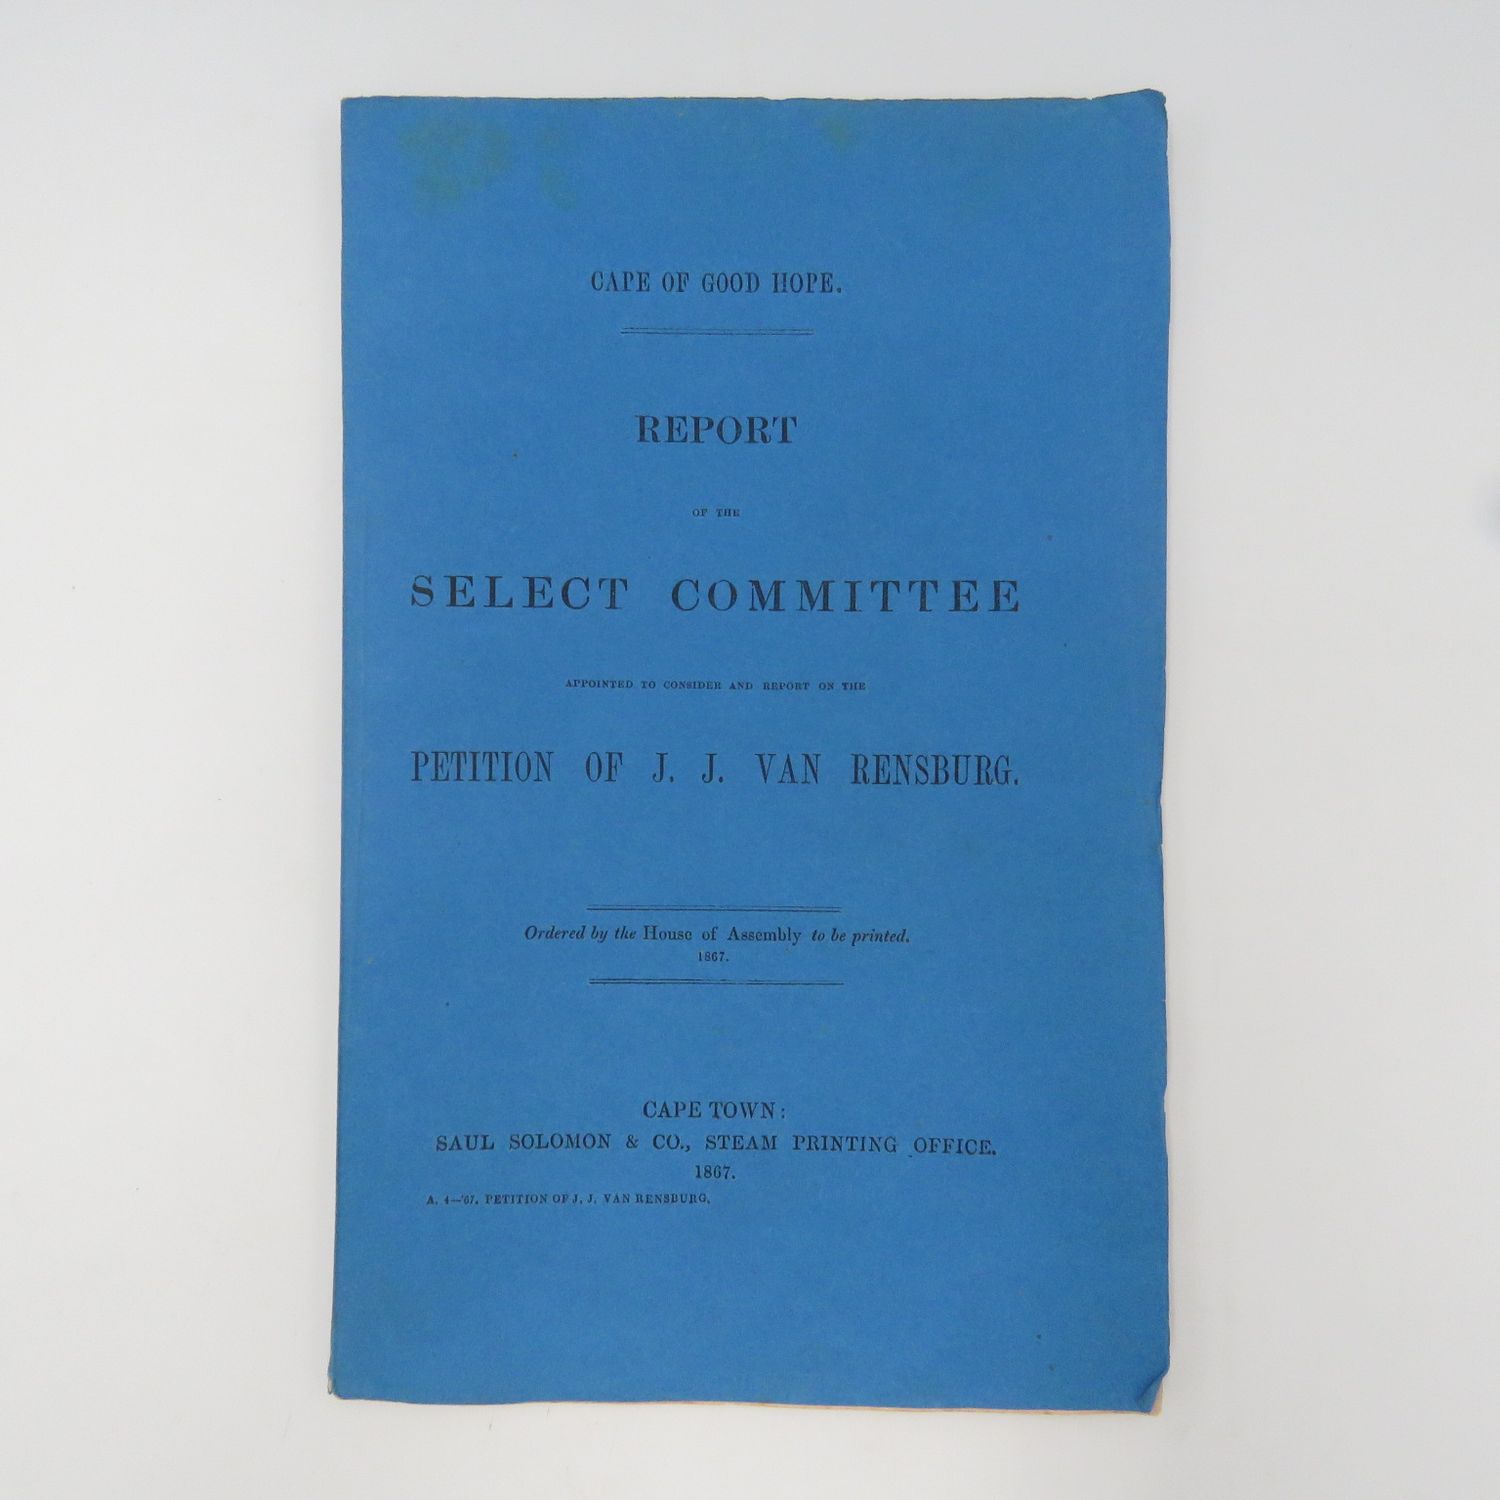 CAPE OF GOOD HOPE.
REPORT
OF THE
SELECT COMMITTEE
APPOINTED TO CONSIDER AND REPORT ON THE
PETITION OF J. J. VAN RENSBURG.
Ordered by the House of Assembly to be printed.
1867.
CAPE TOWN:
SAUL SOLOMON & CO., STEAM PRINTING OFFICE.
1867.
A. 4—'67. PETITION OF J. J. VAN RENSBURG.